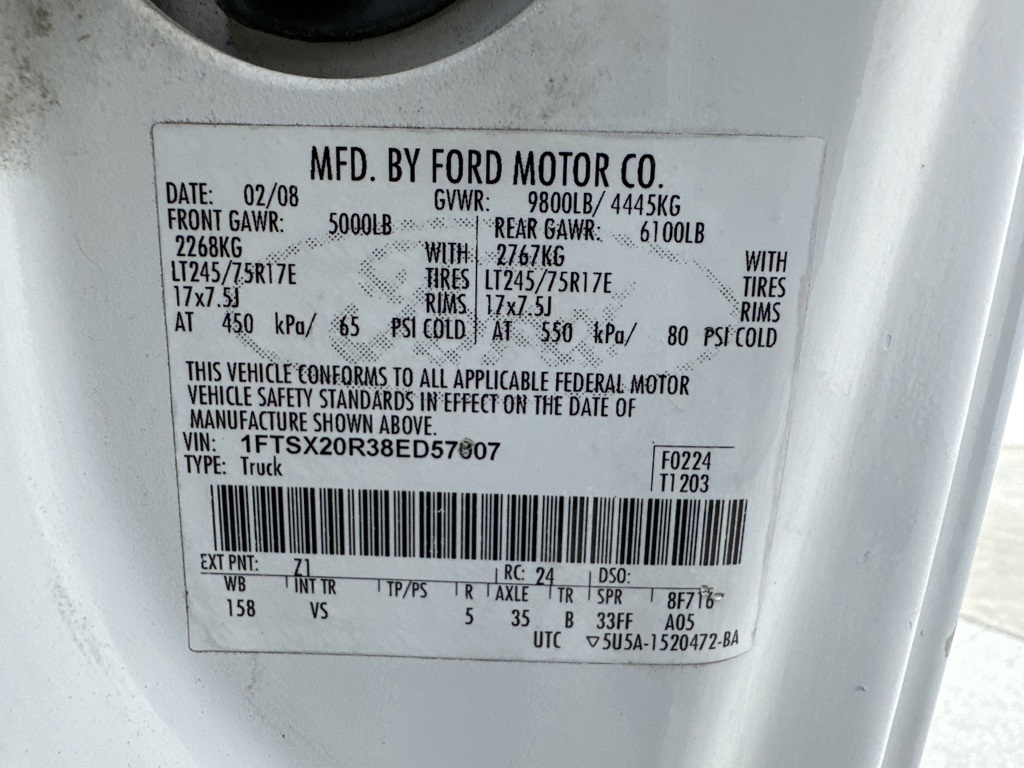 MFD. BY FORD MOTOR CO.
DATE: 02/08 GVWR: 9800LB/ 4445KG
FRONT GAWR: 5000LB REAR GAWR: 6100LB
2268KG WITH 2767KG WITH
LT245/75R17E TIRES LT245/75R17E TIRES
17x7.5J RIMS 17x7.5J RIMS
AT 450 kPa/ 65 PSI COLD AT 550 kPa/ 80 PSI COLD
THIS VEHICLE CONFORMS TO ALL APPLICABLE FEDERAL MOTOR
VEHICLE SAFETY STANDARDS IN EFFECT ON THE DATE OF
MANUFACTURE SHOWN ABOVE.
VIN:
TYPE: Truck
F0224
T1203
EXT PNT: Z1 RC: 24 DSO:
WB INT TR TP/PS R AXLE TR SPR 8F716
158 VS 5 35 B 33FF A05
UTC ▽5U5A-1520472-BA